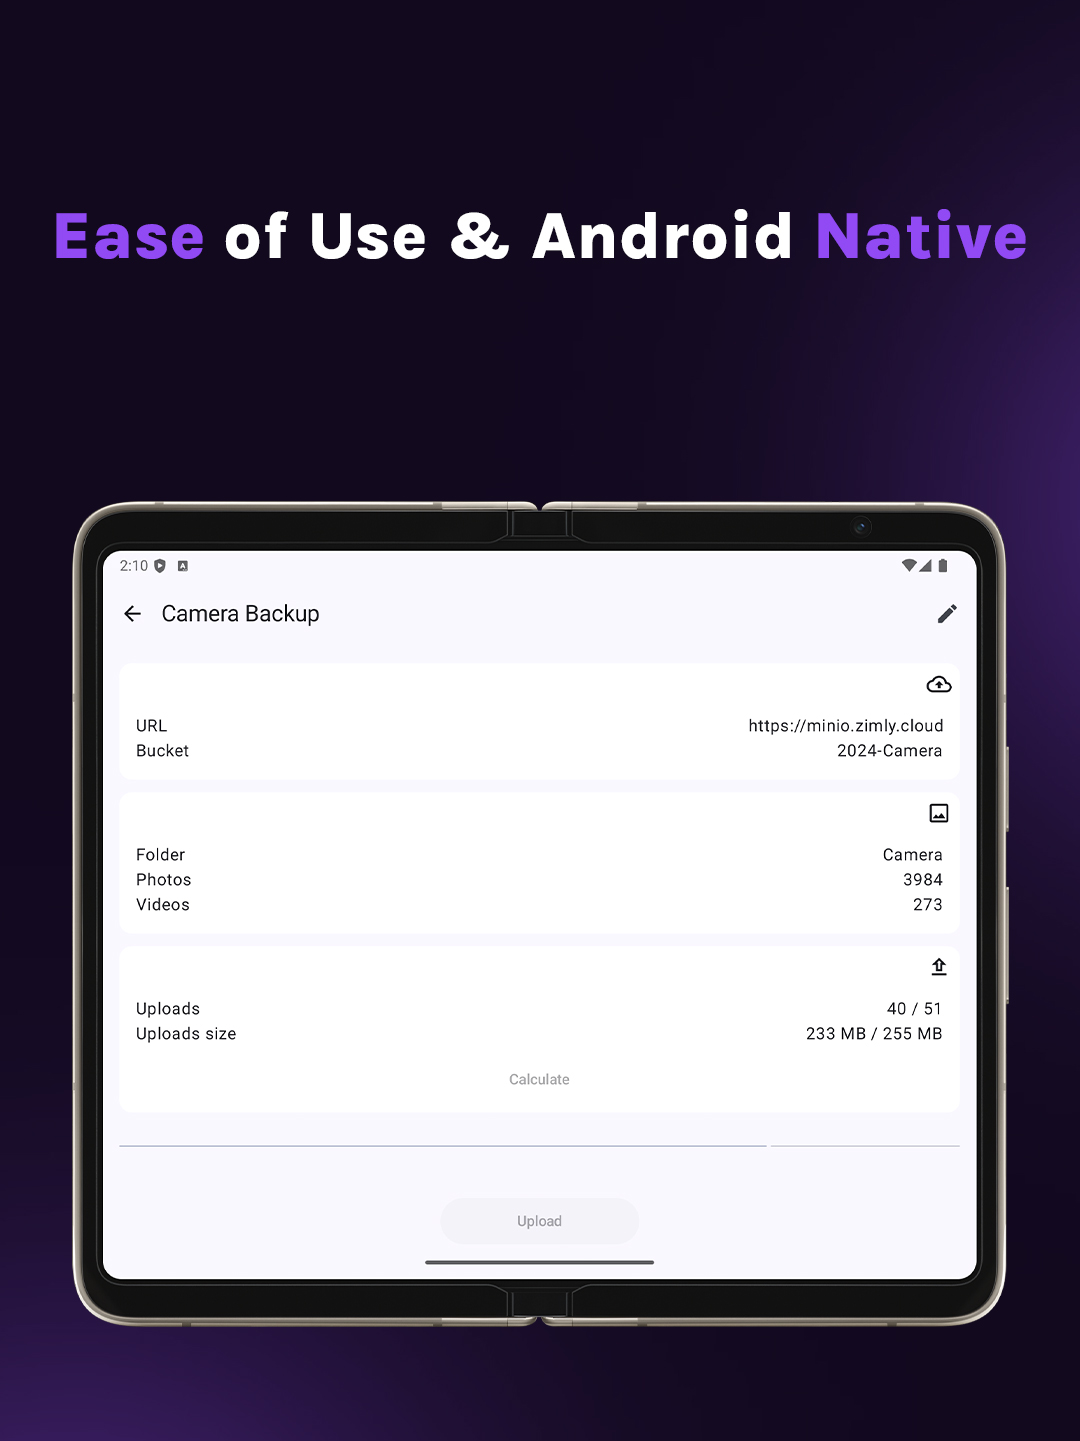 Ease of Use & Android Native
2:10
Camera Backup
URL https://minio.zimly.cloud
Bucket 2024-Camera
Folder Camera
Photos 3984
Videos 273
Uploads 40 / 51
Uploads size 233 MB / 255 MB
Calculate
Upload